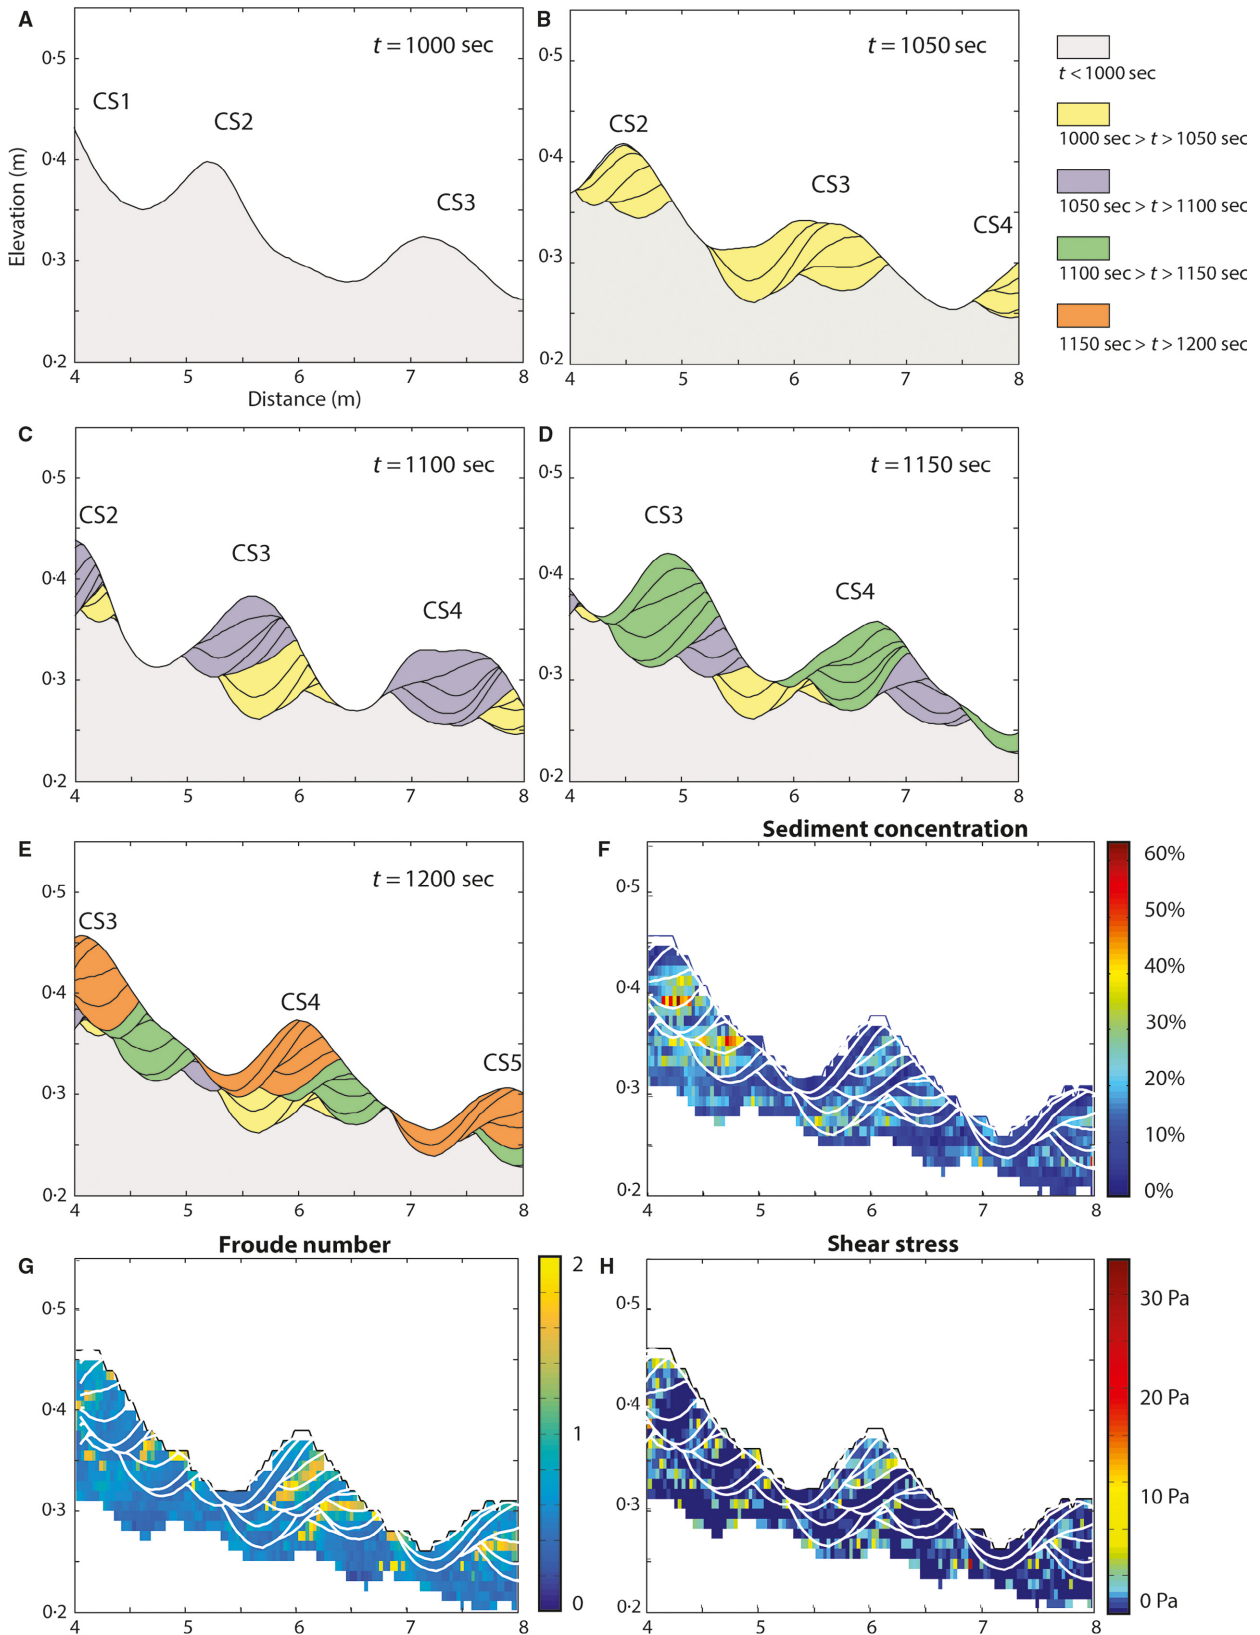 A
t = 1000 sec
0·5
CS1
CS2
0·4
CS3
0·3
0·2
4 5 6 7 8
Elevation (m)
Distance (m)
B
t = 1050 sec
0·5
CS2
0·4
CS3
CS4
0·3
0·2
4 5 6 7 8
t < 1000 sec
1000 sec > t > 1050 sec
1050 sec > t > 1100 sec
1100 sec > t > 1150 sec
1150 sec > t > 1200 sec
C
t = 1100 sec
0·5
CS2
CS3
0·4
CS4
0·3
0·2
4 5 6 7 8
D
t = 1150 sec
0·5
CS3
0·4
CS4
0·3
0·2
4 5 6 7 8
E
t = 1200 sec
0·5
CS3
0·4
CS4
CS5
0·3
0·2
4 5 6 7 8
Sediment concentration
F
0·5
0·4
0·3
0·2
4 5 6 7 8
60%
50%
40%
30%
20%
10%
0%
Froude number
G
0·5
0·4
0·3
0·2
4 5 6 7 8
2
1
0
Shear stress
H
0·5
0·4
0·3
0·2
4 5 6 7 8
30 Pa
20 Pa
10 Pa
0 Pa